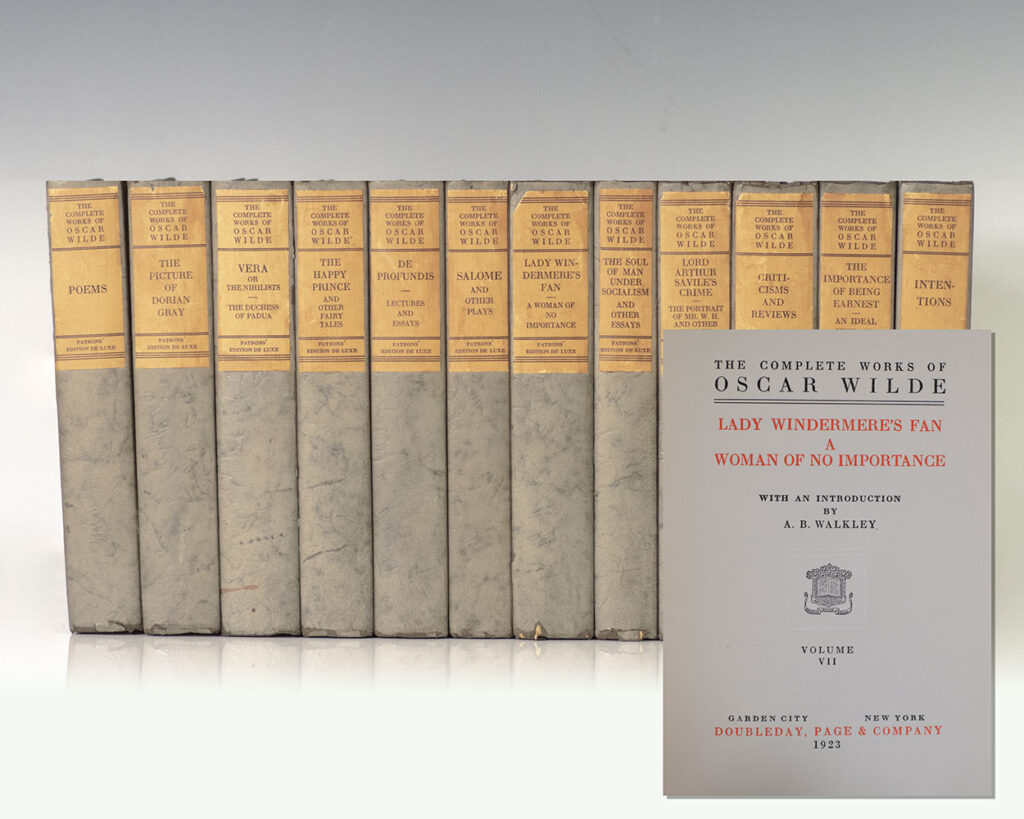 THE
COMPLETE
WORKS OF
OSCAR
WILDE
POEMS
PATRONS'
EDITION DE LUXE
THE
COMPLETE
WORKS OF
OSCAR
WILDE
THE
PICTURE
OF
DORIAN
GRAY
PATRONS'
EDITION DE LUXE
THE
COMPLETE
WORKS OF
OSCAR
WILDE
VERA
OR
THE NIHILISTS
THE DUCHESS
OF PADUA
PATRONS'
EDITION DE LUXE
THE
COMPLETE
WORKS OF
OSCAR
WILDE
THE
HAPPY
PRINCE
AND
OTHER
FAIRY
TALES
PATRONS'
EDITION DE LUXE
THE
COMPLETE
WORKS OF
OSCAR
WILDE
DE
PROFUNDIS
LECTURES
AND
ESSAYS
PATRONS'
EDITION DE LUXE
THE
COMPLETE
WORKS OF
OSCAR
WILDE
SALOME
AND
OTHER
PLAYS
PATRONS'
EDITION DE LUXE
THE
COMPLETE
WORKS OF
OSCAR
WILDE
LADY WIN-
DERMERE'S
FAN
A WOMAN OF
NO
IMPORTANCE
PATRONS'
EDITION DE LUXE
THE
COMPLETE
WORKS OF
OSCAR
WILDE
THE SOUL
OF MAN
UNDER
SOCIALISM
AND
OTHER
ESSAYS
PATRONS'
EDITION DE LUXE
THE
COMPLETE
WORKS OF
OSCAR
WILDE
LORD
ARTHUR
SAVILE'S
CRIME
THE PORTRAIT
OF MR. W. H.
AND OTHER
THE
COMPLETE
WORKS OF
OSCAR
WILDE
CRITI-
CISMS
AND
REVIEWS
THE
COMPLETE
WORKS OF
OSCAR
WILDE
THE
IMPORTANCE
OF BEING
EARNEST
AN IDEAL
THE
COMPLETE
WORKS OF
OSCAR
WILDE
INTEN-
TIONS
THE COMPLETE WORKS OF
OSCAR WILDE
LADY WINDERMERE'S FAN
A
WOMAN OF NO IMPORTANCE
WITH AN INTRODUCTION
BY
A. B. WALKLEY
VOLUME
VII
GARDEN CITY NEW YORK
DOUBLEDAY, PAGE & COMPANY
1923